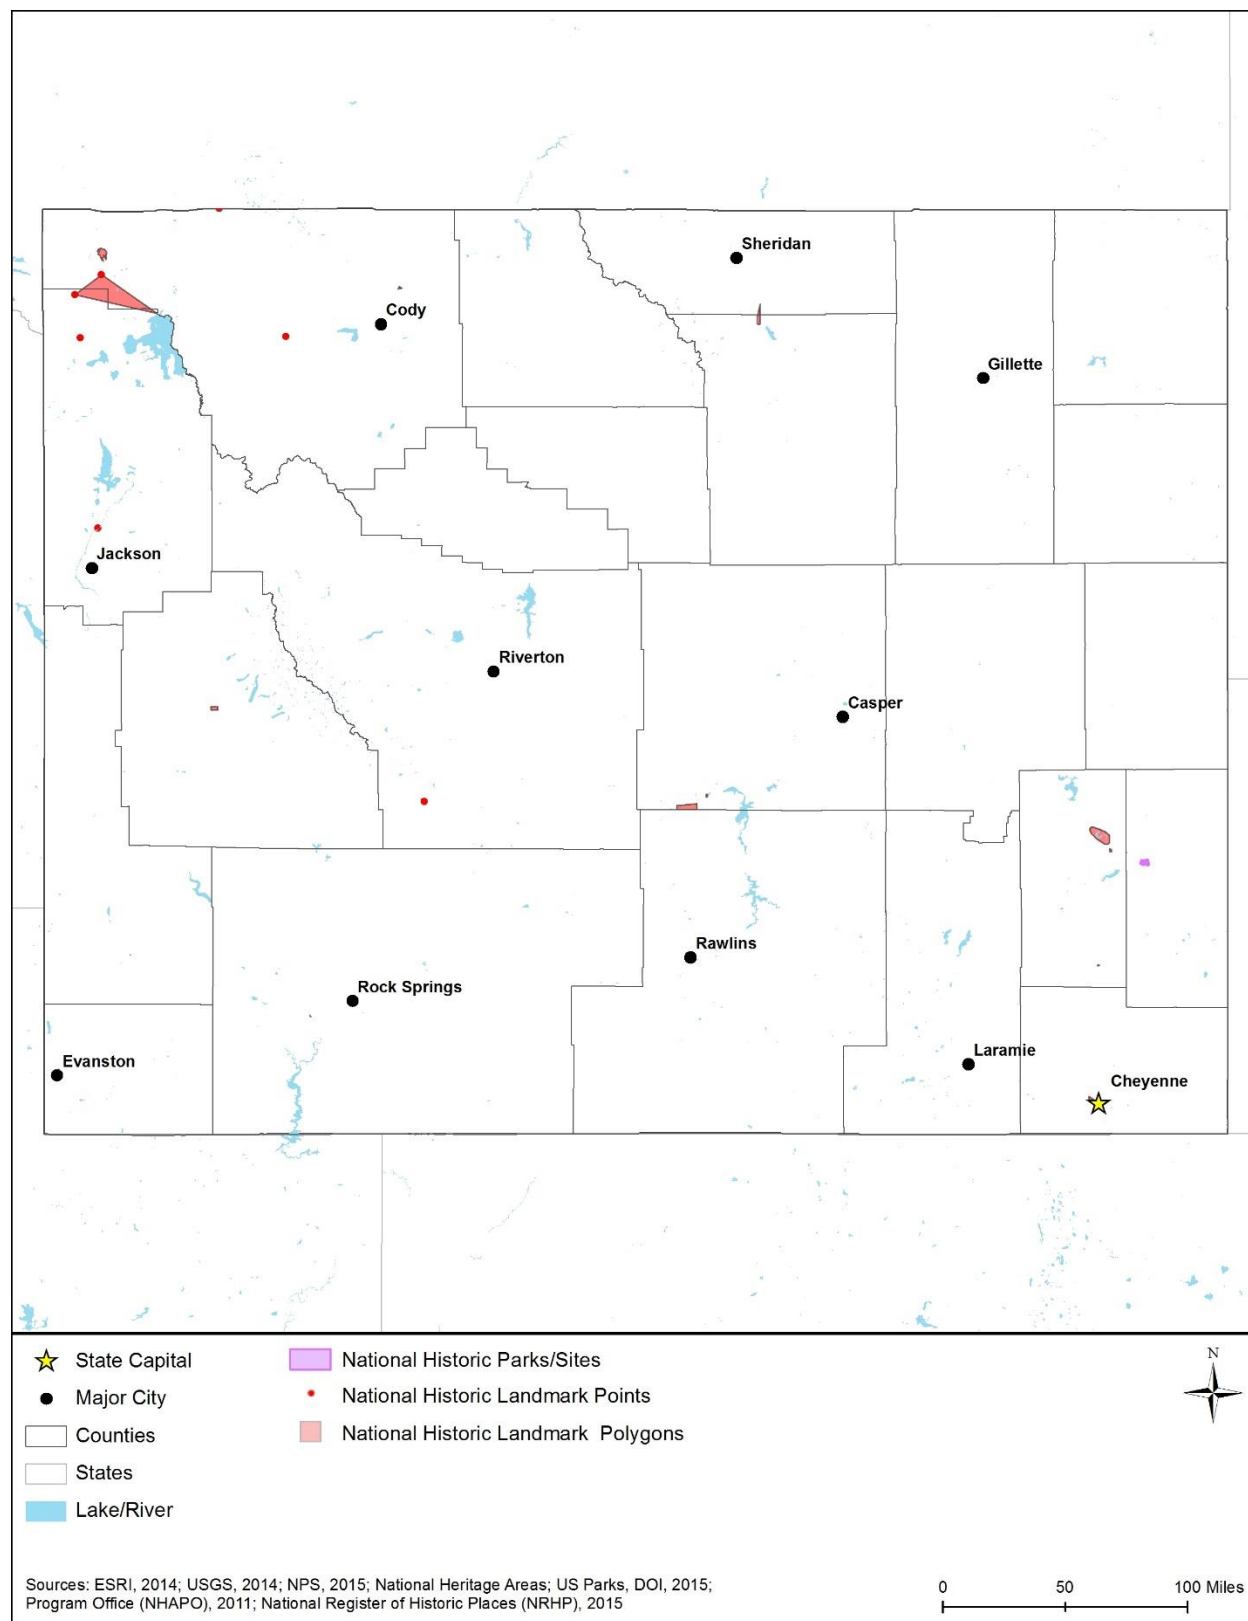 Sheridan
Cody
Gillette
Jackson
Riverton
Casper
Rawlins
Rock Springs
Laramie
Evanston
Cheyenne
State Capital
Major City
Counties
States
Lake/River
National Historic Parks/Sites
National Historic Landmark Points
National Historic Landmark  Polygons
N
Sources: ESRI, 2014; USGS, 2014; NPS, 2015; National Heritage Areas; US Parks, DOI, 2015;
Program Office (NHAPO), 2011; National Register of Historic Places (NRHP), 2015
0 50 100 Miles